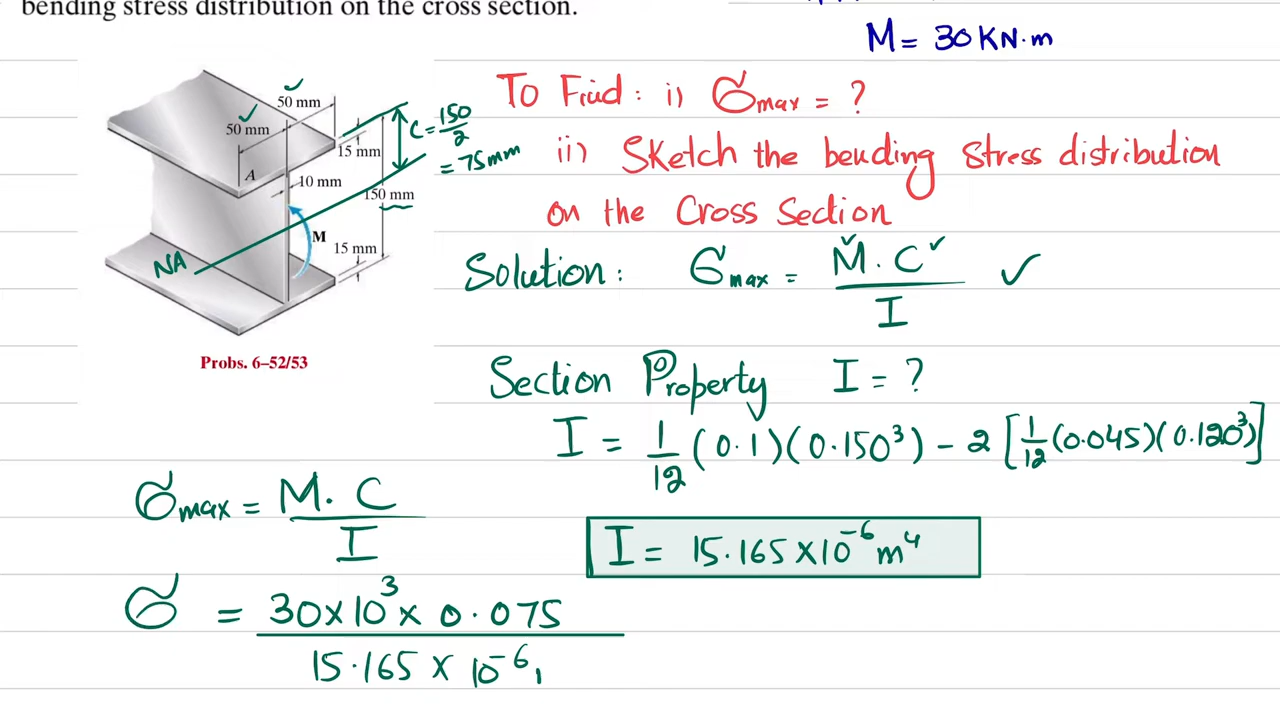 bending stress distribution on the cross section.
M = 30 KN·m
50 mm
50 mm
15 mm
A
10 mm
150 mm
M
15 mm
NA
C = 150/2
= 75mm
Probs. 6–52/53
To Find : i) σmax = ?
ii) Sketch the bending stress distribution
on the Cross Section
Solution : σmax = M.C / I
Section Property I = ?
I = 1/12 (0.1)(0.150³) - 2 [1/12 (0.045)(0.120³)]
I = 15.165×10⁻⁶ m⁴
σmax = M.C / I
σ = 30×10³ × 0.075 / 15.165 × 10⁻⁶